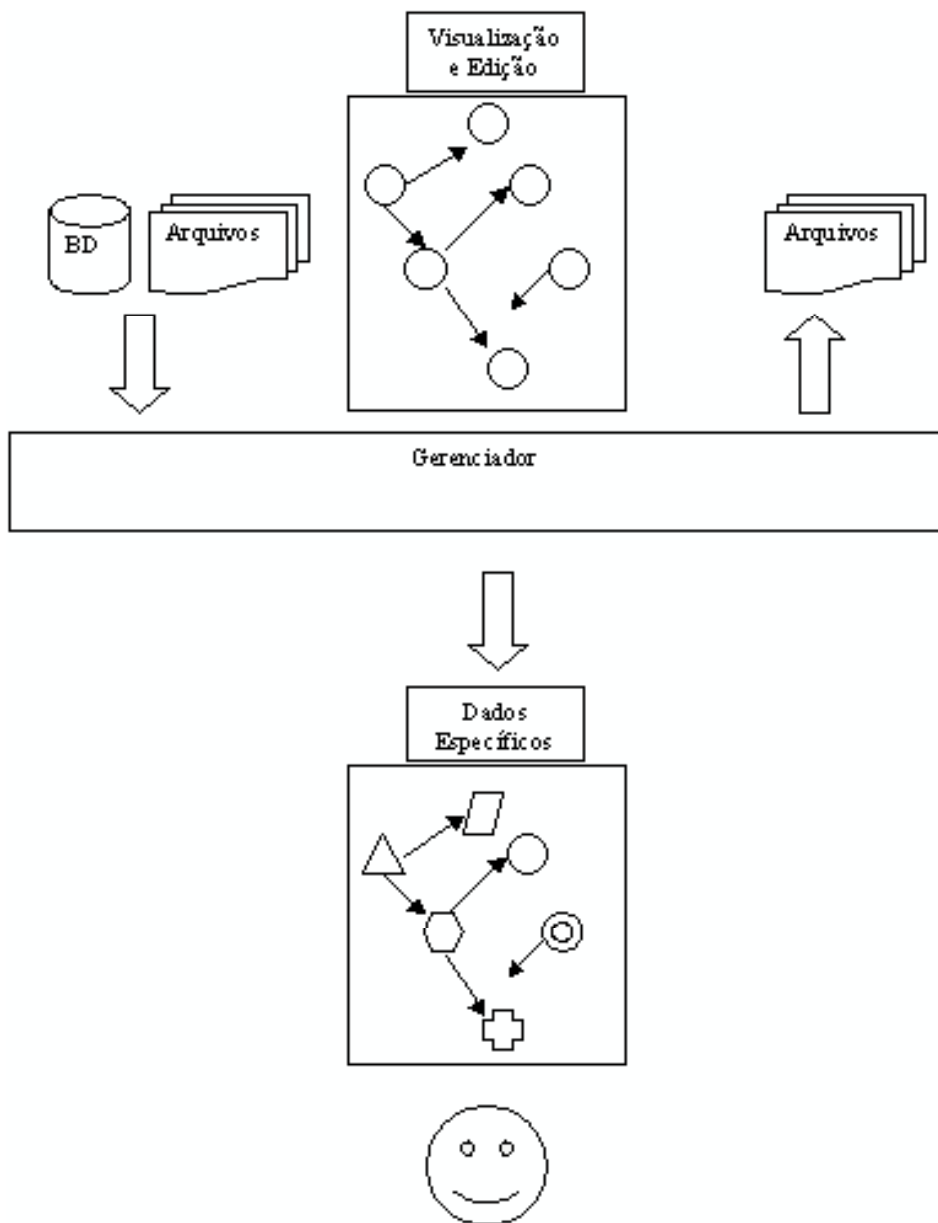 Visualização
e Edição
BD
Arquivos
Arquivos
Gerenciador
Dados
Específicos